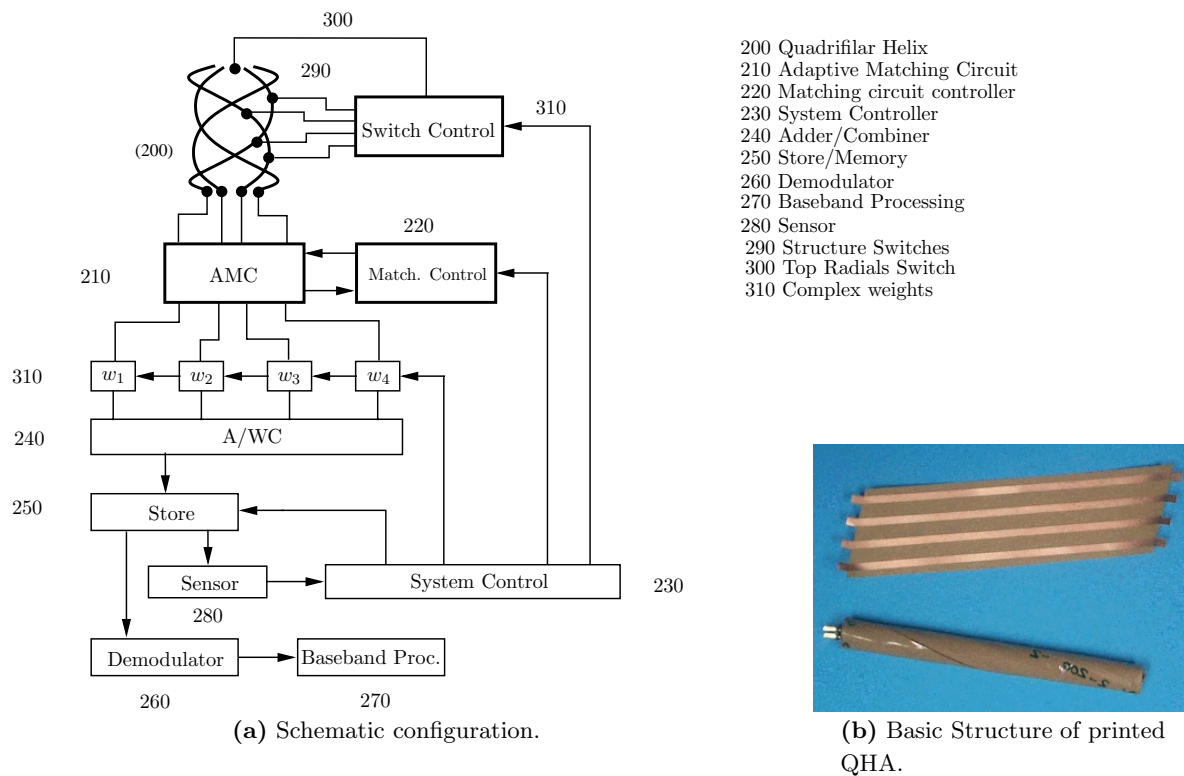 300
290
310
Switch Control
(200)
220
210
AMC
Match. Control
310
w1
w2
w3
w4
240
A/WC
250
Store
Sensor
System Control
230
280
Demodulator
Baseband Proc.
260
270
(a) Schematic configuration.
200 Quadrifilar Helix
210 Adaptive Matching Circuit
220 Matching circuit controller
230 System Controller
240 Adder/Combiner
250 Store/Memory
260 Demodulator
270 Baseband Processing
280 Sensor
290 Structure Switches
300 Top Radials Switch
310 Complex weights
(b) Basic Structure of printed
QHA.